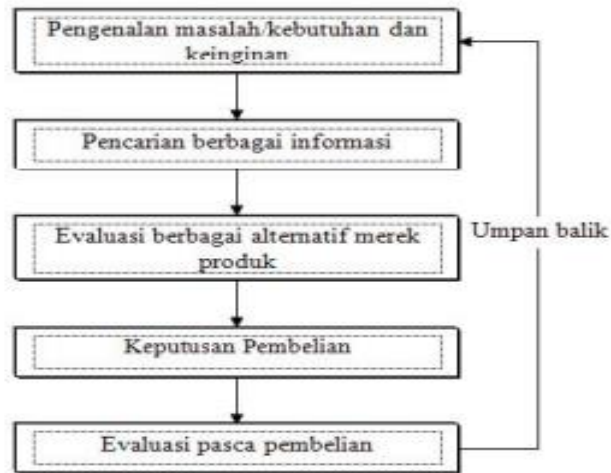 Pengenalan masalah/kebutuhan dan
keinginan
Pencarian berbagai informasi
Evaluasi berbagai alternatif merek
produk
Umpan balik
Keputusan Pembelian
Evaluasi pasca pembelian